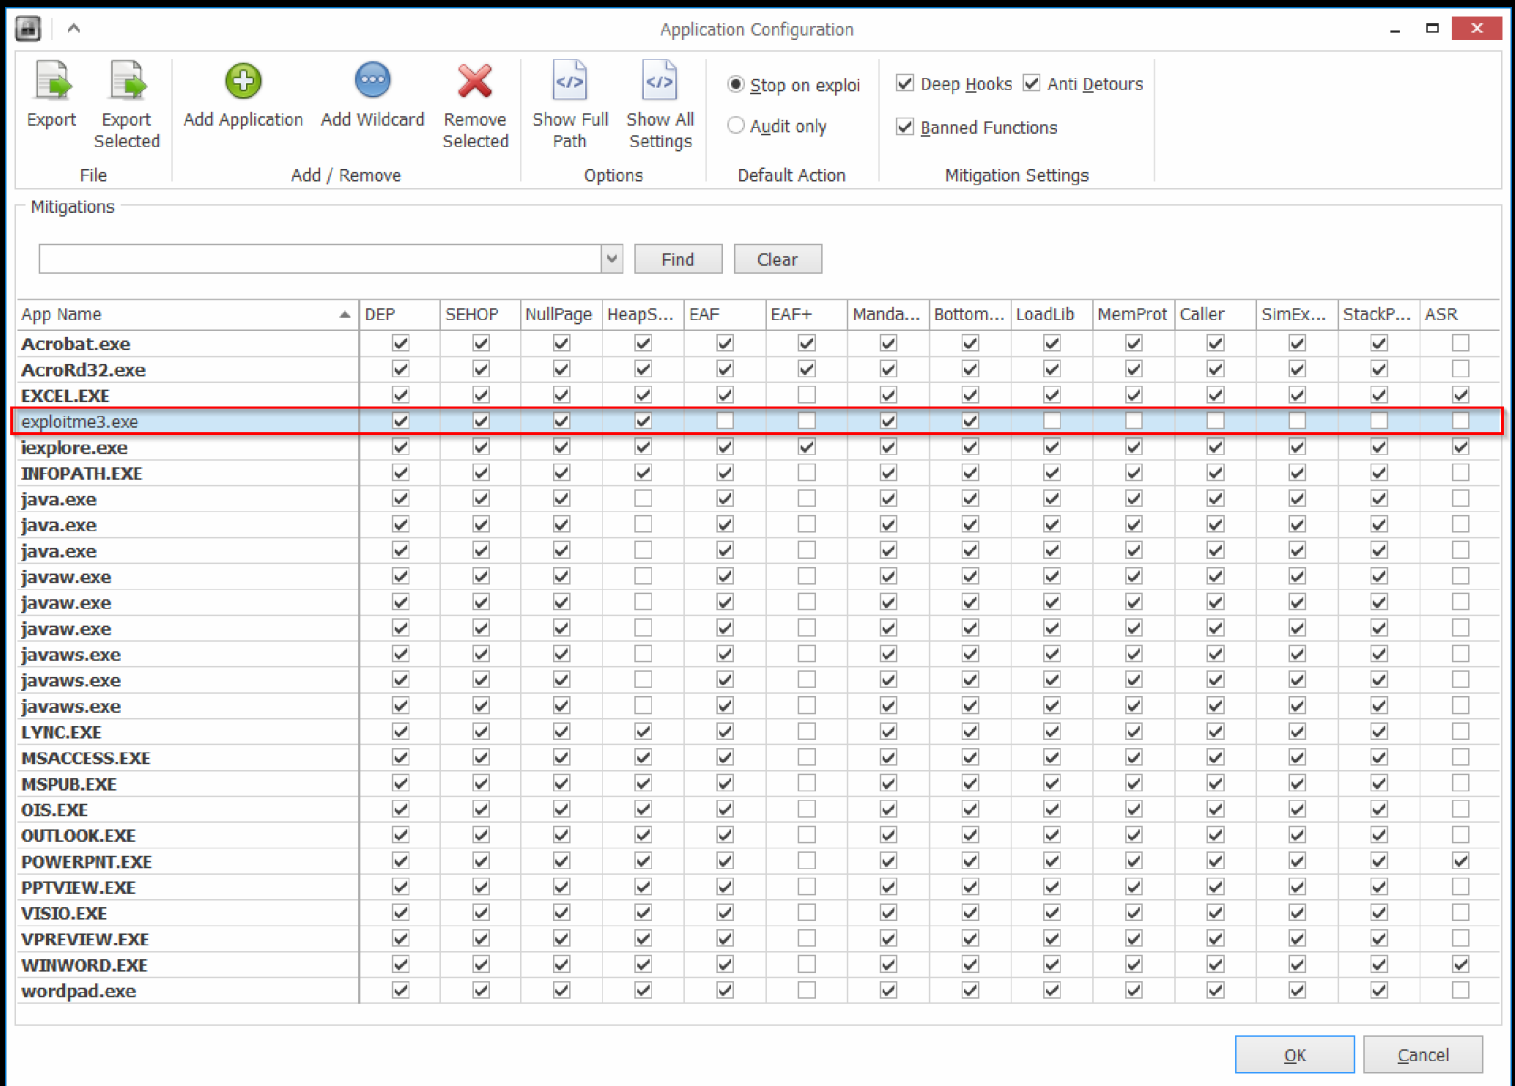 Application Configuration
Export
Export Selected
Add Application
Add Wildcard
Remove Selected
Show Full Path
Show All Settings
Stop on exploi
Audit only
Deep Hooks
Anti Detours
Banned Functions
File
Add / Remove
Options
Default Action
Mitigation Settings
Mitigations
Find
Clear
App Name DEP SEHOP NullPage HeapS... EAF EAF+ Manda... Bottom... LoadLib MemProt Caller SimEx... StackP... ASR
Acrobat.exe
AcroRd32.exe
EXCEL.EXE
exploitme3.exe
iexplore.exe
INFOPATH.EXE
java.exe
java.exe
java.exe
javaw.exe
javaw.exe
javaw.exe
javaws.exe
javaws.exe
javaws.exe
LYNC.EXE
MSACCESS.EXE
MSPUB.EXE
OIS.EXE
OUTLOOK.EXE
POWERPNT.EXE
PPTVIEW.EXE
VISIO.EXE
VPREVIEW.EXE
WINWORD.EXE
wordpad.exe
OK
Cancel